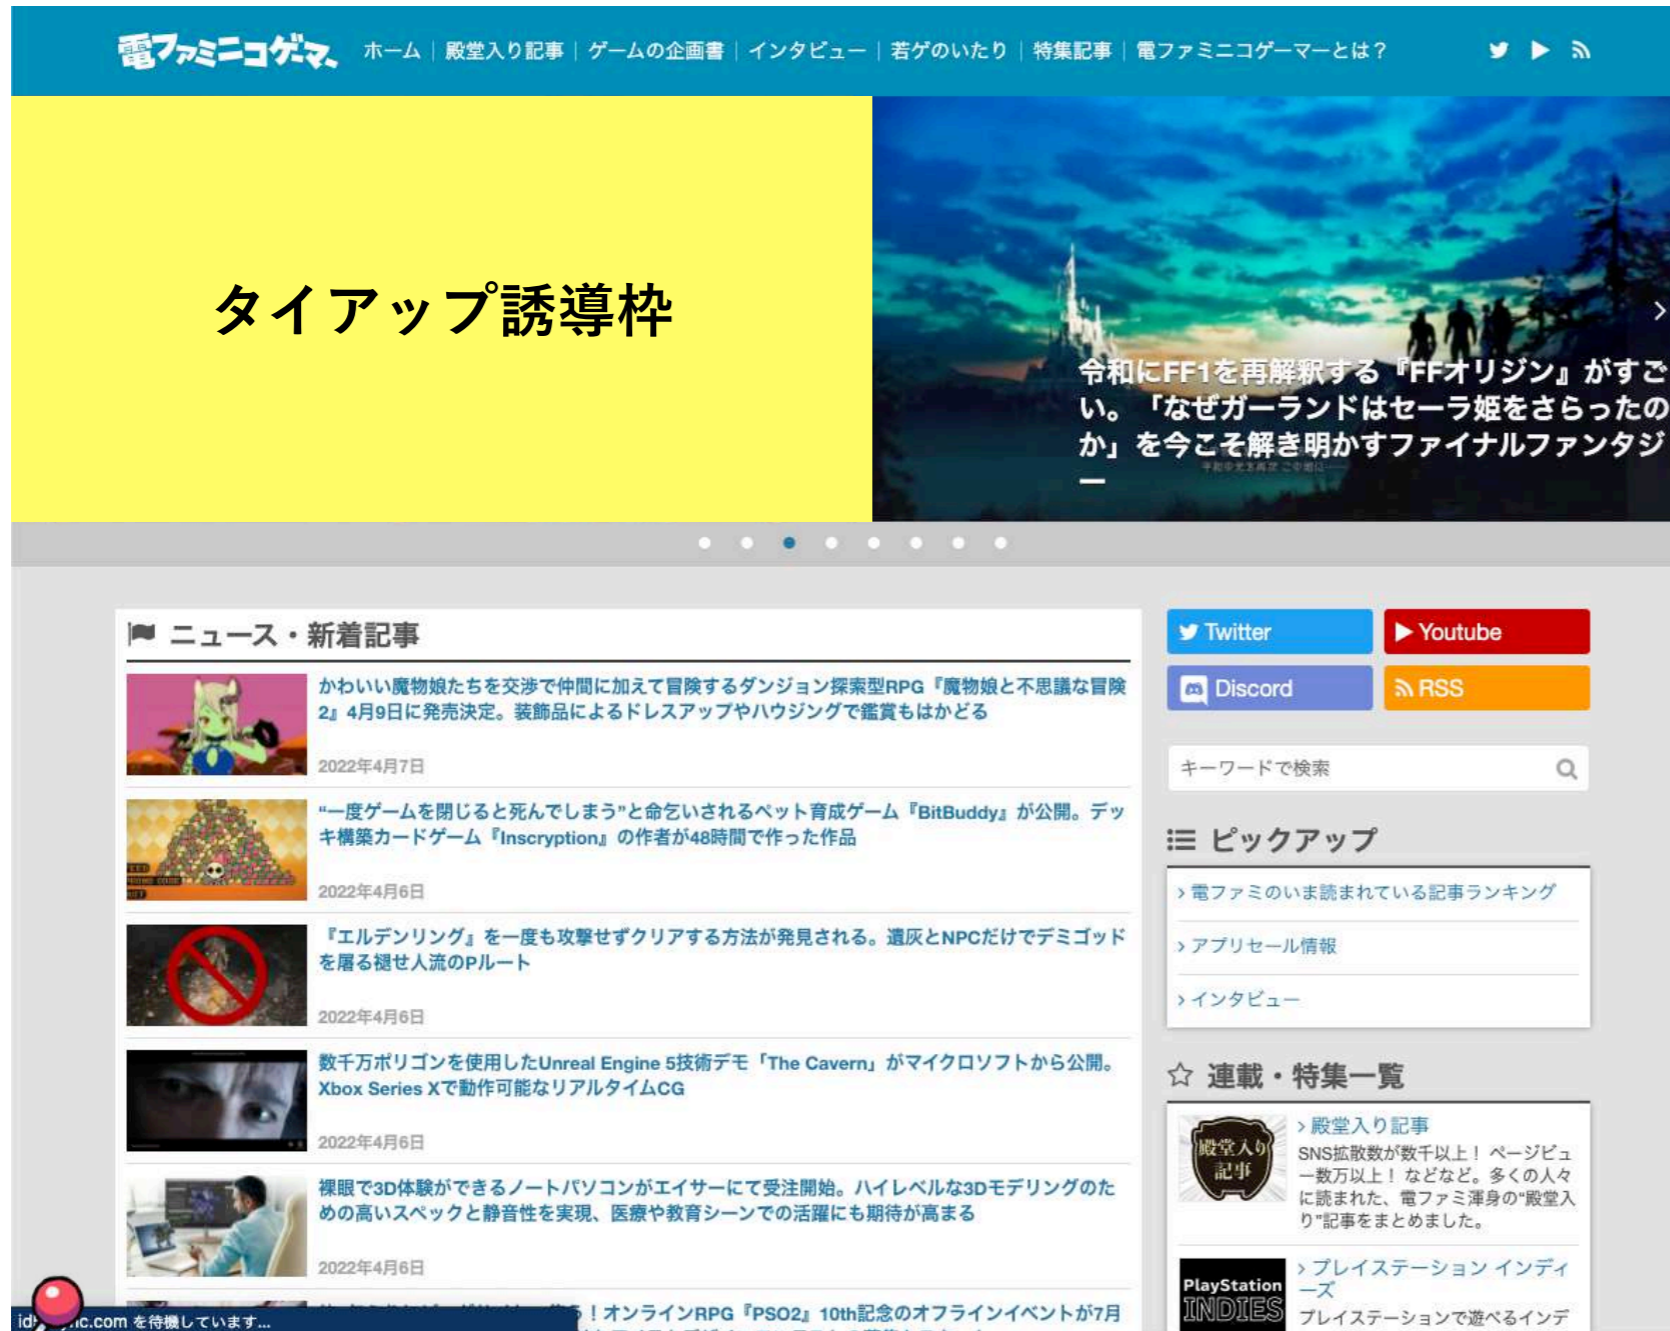 電ファミニコゲーマー
ホーム | 殿堂入り記事 | ゲームの企画書 | インタビュー | 若ゲのいたり | 特集記事 | 電ファミニコゲーマーとは？
タイアップ誘導枠
令和にFF1を再解釈する『FFオリジン』がすご
い。「なぜガーランドはセーラ姫をさらったの
か」を今こそ解き明かすファイナルファンタジ
ー
ニュース・新着記事
かわいい魔物娘たちを交渉で仲間に加えて冒険するダンジョン探索型RPG『魔物娘と不思議な冒険
2』4月9日に発売決定。装飾品によるドレスアップやハウジングで鑑賞もはかどる
2022年4月7日
“一度ゲームを閉じると死んでしまう”と命乞いされるペット育成ゲーム『BitBuddy』が公開。デッ
キ構築カードゲーム『Inscryption』の作者が48時間で作った作品
2022年4月6日
『エルデンリング』を一度も攻撃せずクリアする方法が発見される。遺灰とNPCだけでデミゴッド
を屠る褪せ人流のPルート
2022年4月6日
数千万ポリゴンを使用したUnreal Engine 5技術デモ「The Cavern」がマイクロソフトから公開。
Xbox Series Xで動作可能なリアルタイムCG
2022年4月6日
裸眼で3D体験ができるノートパソコンがエイサーにて受注開始。ハイレベルな3Dモデリングのた
めの高いスペックと静音性を実現、医療や教育シーンでの活躍にも期待が高まる
2022年4月6日
！オンラインRPG『PSO2』10th記念のオフラインイベントが7月
.com を待機しています...
Twitter
Youtube
Discord
RSS
キーワードで検索
ピックアップ
› 電ファミのいま読まれている記事ランキング
› アプリセール情報
› インタビュー
連載・特集一覧
殿堂入り
記事
› 殿堂入り記事
SNS拡散数が数千以上！ ページビュ
ー数万以上！ などなど。多くの人々
に読まれた、電ファミ渾身の“殿堂入
り”記事をまとめました。
PlayStation
INDIES
› プレイステーション インディ
ーズ
プレイステーションで遊べるインデ